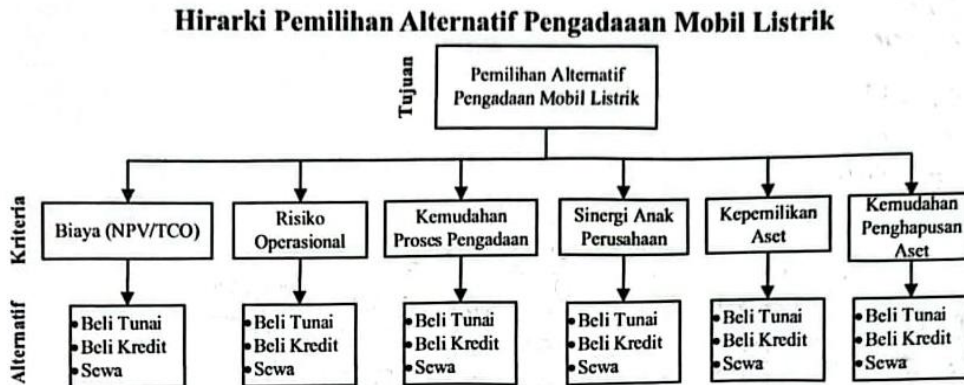 Hirarki Pemilihan Alternatif Pengadaaan Mobil Listrik
Tujuan
Pemilihan Alternatif
Pengadaan Mobil Listrik
Kriteria
Biaya (NPV/TCO)
Risiko
Operasional
Kemudahan
Proses Pengadaan
Sinergi Anak
Perusahaan
Kepemilikan
Aset
Kemudahan
Penghapusan
Aset
Alternatif
• Beli Tunai
• Beli Kredit
• Sewa
• Beli Tunai
• Beli Kredit
• Sewa
• Beli Tunai
• Beli Kredit
• Sewa
• Beli Tunai
• Beli Kredit
• Sewa
• Beli Tunai
• Beli Kredit
• Sewa
• Beli Tunai
• Beli Kredit
• Sewa